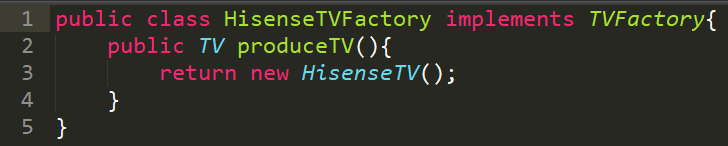 1 public class HisenseTVFactory implements TVFactory{
2     public TV produceTV(){
3         return new HisenseTV();
4     }
5 }